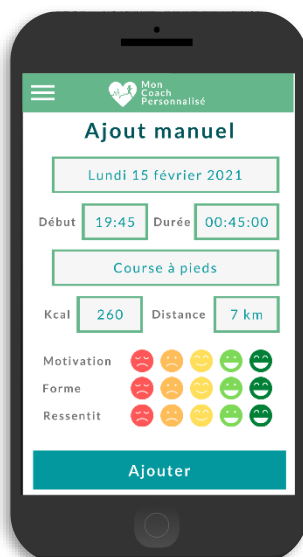 Mon
Coach
Personnalisé
Ajout manuel
Lundi 15 février 2021
Début 19:45 Durée 00:45:00
Course à pieds
Kcal 260 Distance 7 km
Motivation
Forme
Ressentit
Ajouter